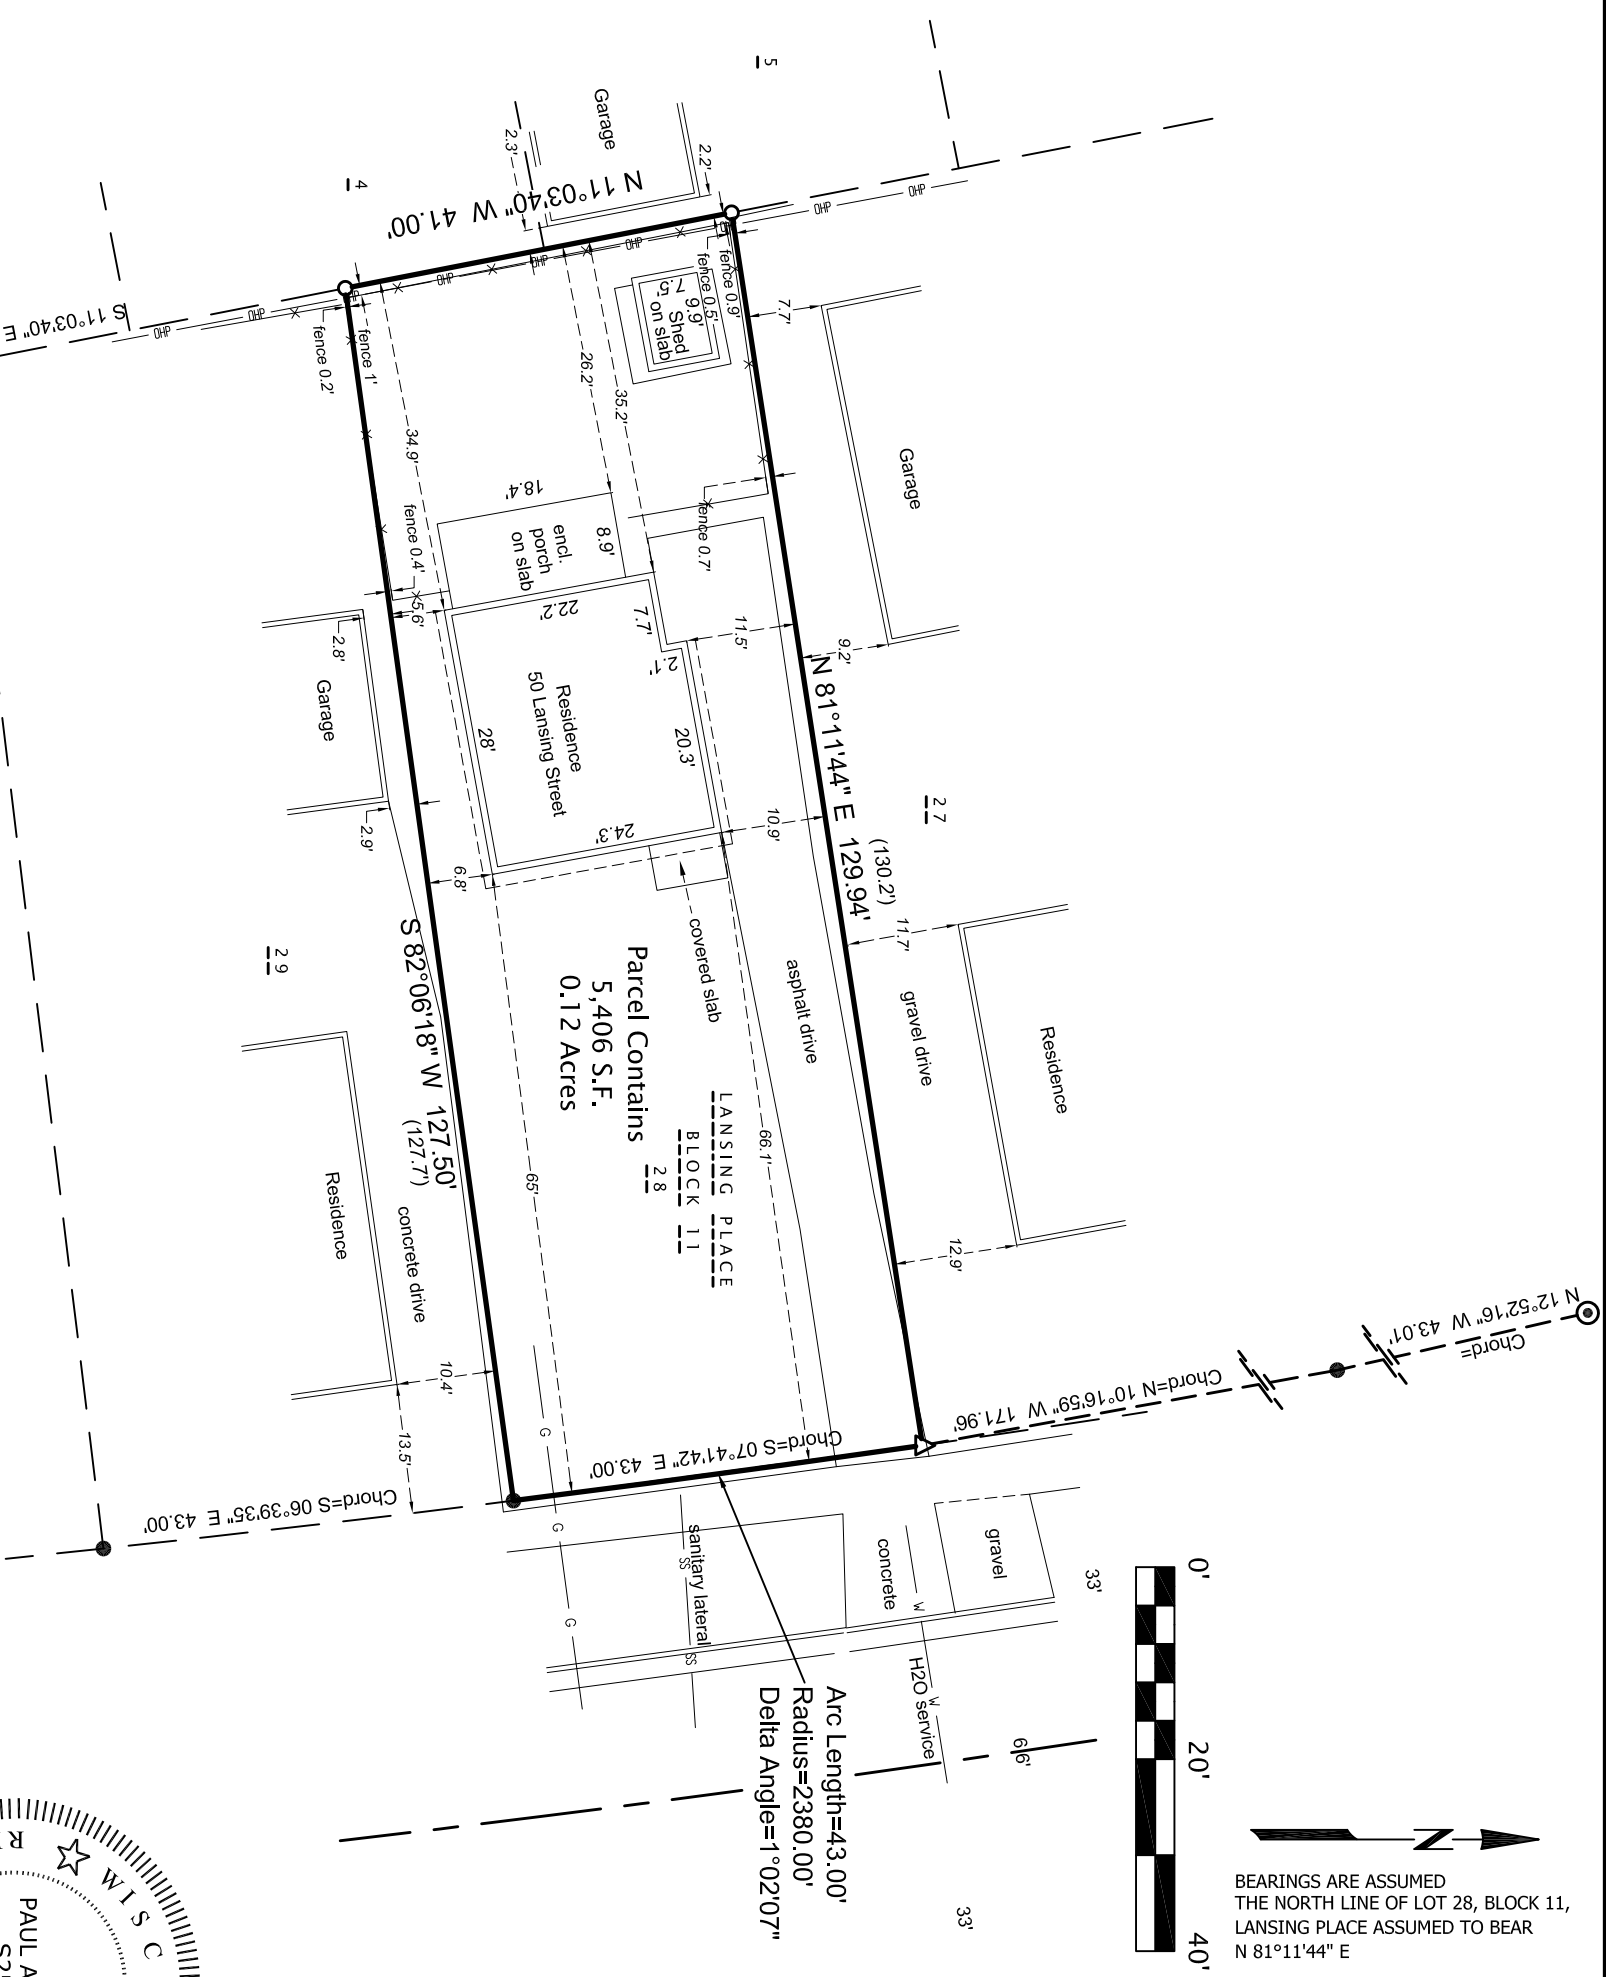 5
4
Garage
2.3'
2.2'
N 11°03'40" W 41.00'
S 11°03'40" E
OHP
OHP
OHP
OHP
OHP
OHP
OHP
fence 0.9'
fence 0.5'
7.5'
9.9'
Shed
on slab
fence 1'
fence 0.2'
7.7'
Garage
26.2'
35.2'
34.9'
18.4'
8.9'
encl.
porch
on slab
fence 0.7'
fence 0.4'
5.6'
22.2'
7.7'
2.1'
11.5'
9.2'
2.8'
Garage
2.9'
Residence
50 Lansing Street
28'
20.3'
24.3'
10.9'
6.8'
N 81°11'44" E 129.94'
(130.2')
27
11.7'
29
S 82°06'18" W 127.50'
(127.7')
covered slab
asphalt drive
gravel drive
Residence
Parcel Contains
5,406 S.F.
0.12 Acres
LANSING PLACE
BLOCK 11
28
66.1'
65'
12.9'
Residence
concrete drive
10.4'
13.5'
N 12°52'16" W 43.01'
Chord=
Chord=N 10°16'59" W 171.96'
Chord=S 07°41'42" E 43.00'
Chord=S 06°39'35" E 43.00'
G
G
G
SS
SS
sanitary lateral
concrete
gravel
W
W
H2O service
33'
66'
33'
Arc Length=43.00'
Radius=2380.00'
Delta Angle=1°02'07"
0'
20'
40'
N
BEARINGS ARE ASSUMED
THE NORTH LINE OF LOT 28, BLOCK 11,
LANSING PLACE ASSUMED TO BEAR
N 81°11'44" E
WISC
PAUL A